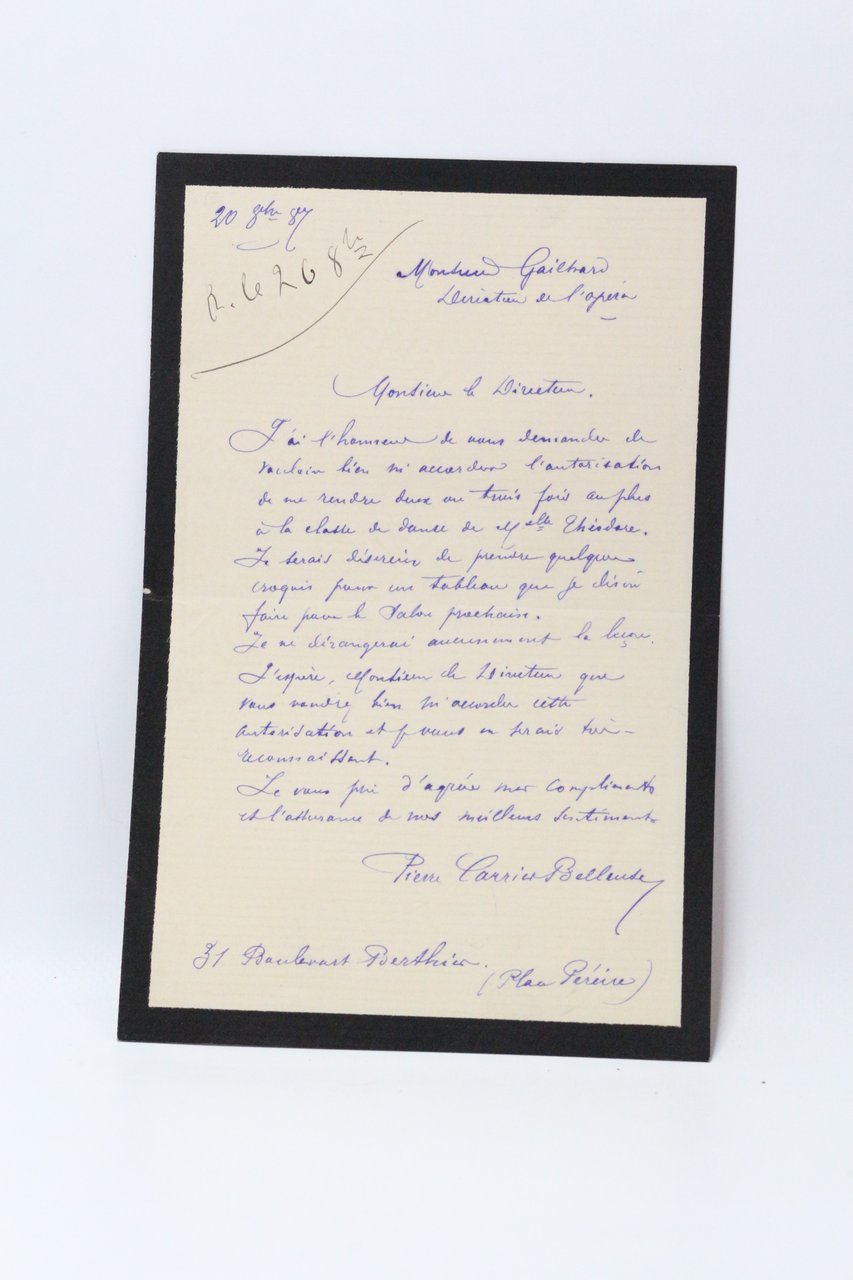 20 8bre 87
R. le 26 8bre
Monsieur Gailhard
Directeur de l'opéra
Monsieur le Directeur.
J'ai l'honneur de vous demander de
vouloir bien m'accorder l'autorisation
de me rendre deux ou trois fois au plus
à la classe de danse de Melle Théodore.
Je serais désireux de prendre quelques
croquis pour un tableau que je désire
faire pour le Salon prochain.
Je ne dérangerai aucunement la leçon.
J'espère, Monsieur le Directeur que
vous voudrez bien m'accorder cette
autorisation et je vous en serais très-
reconnaissant.
Je vous prie d'agréer mes compliments
et l'assurance de mes meilleurs sentiments
Pierre Carrier-Belleuse
31 Boulevart Berthier.
(Place Péreire)